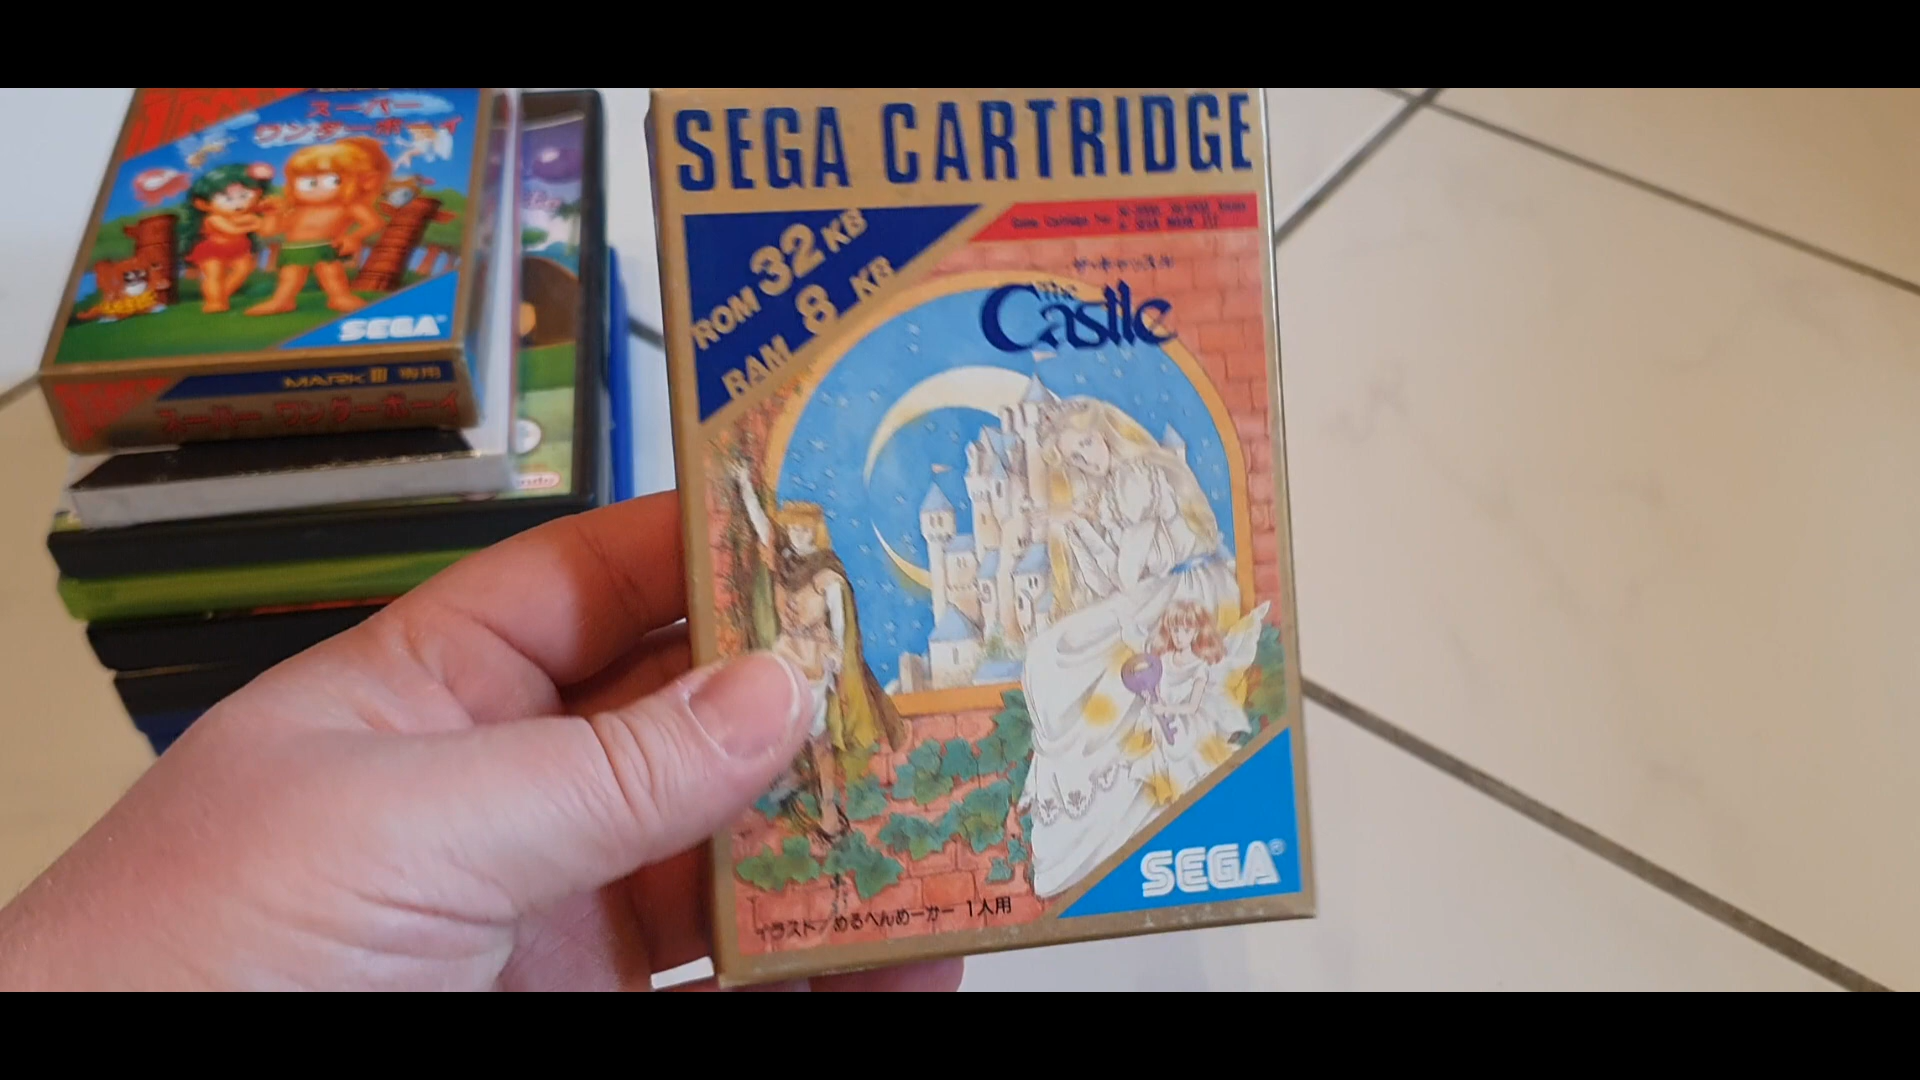 スーパー
ワンダーボーイ
SEGA®
MARK III 専用
スーパー ワンダーボーイ
SEGA CARTRIDGE
ROM 32 KB
RAM 8 KB
ザ・キャッスル
The Castle
イラスト/めるへんめーかー 1人用
SEGA®